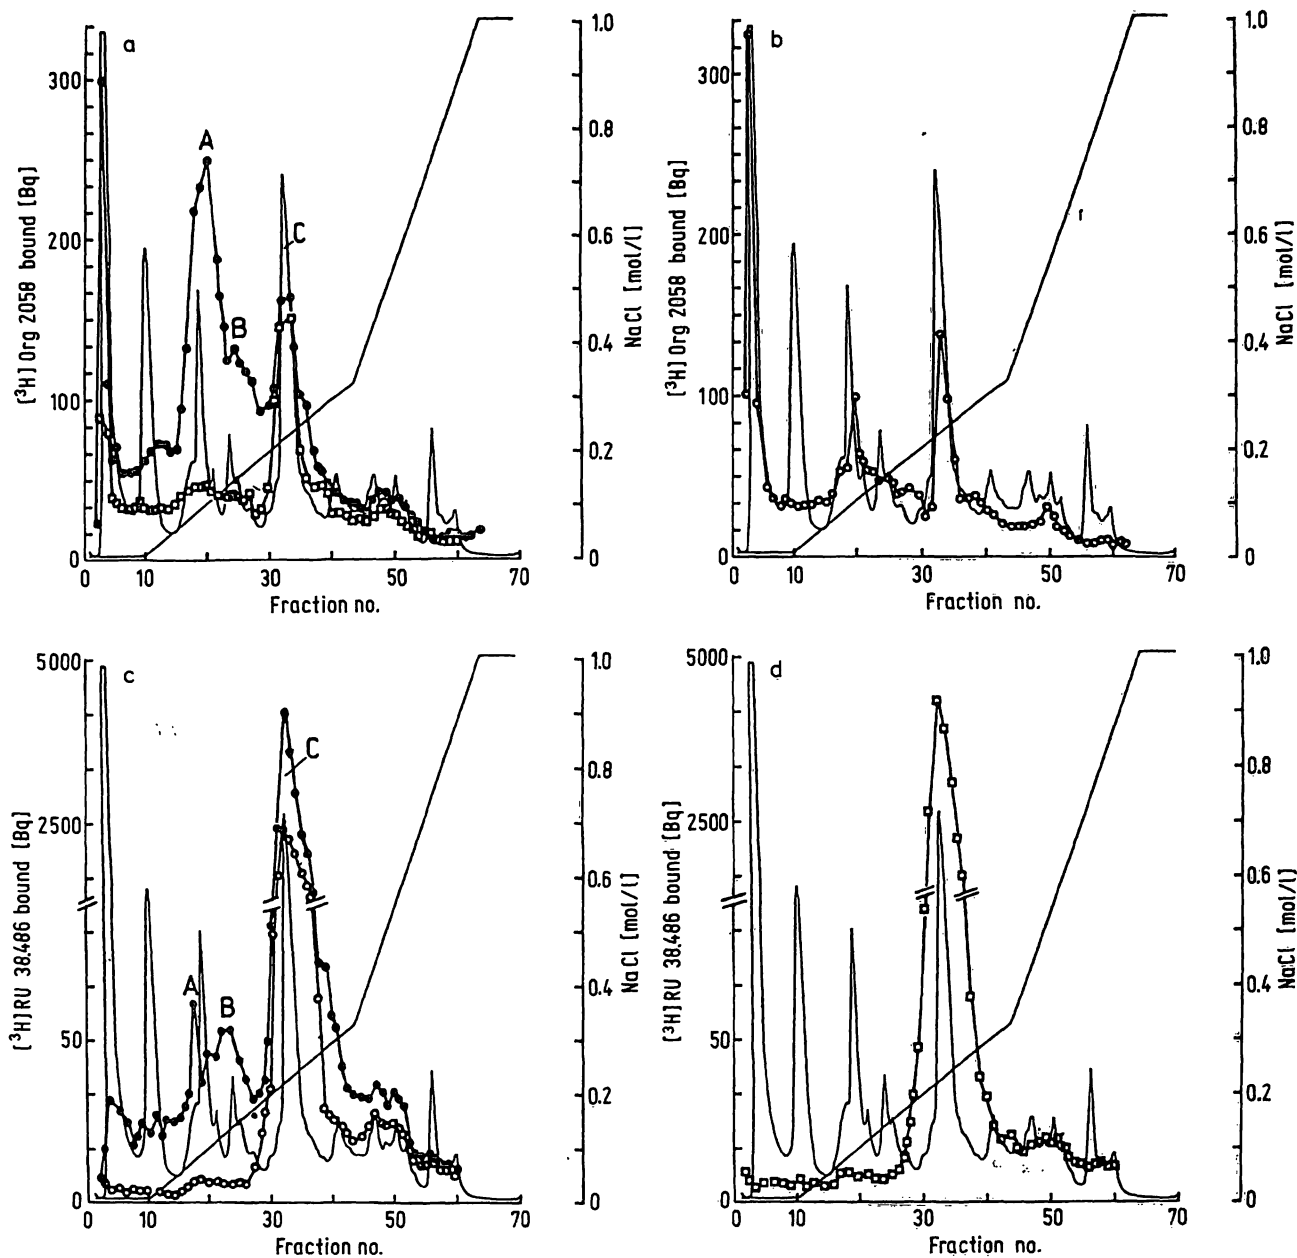 a
[³H] Org 2058 bound [Bq]
300
200
100
0
A
B
C
1.0
0.8
0.6
0.4
0.2
0
NaCl [mol/l]
0 10 30 50 70
Fraction no.
b
[³H] Org 2058 bound [Bq]
300
200
100
0
1.0
0.8
0.6
0.4
0.2
0
NaCl [mol/l]
0 10 30 50 70
Fraction no.
c
[³H] RU 38.486 bound [Bq]
5000
2500
50
0
A
B
C
1.0
0.8
0.6
0.4
0.2
0
NaCl [mol/l]
0 10 30 50 70
Fraction no.
d
[³H] RU 38.486 bound [Bq]
5000
2500
50
0
1.0
0.8
0.6
0.4
0.2
0
NaCl [mol/l]
0 10 30 50 70
Fraction no.